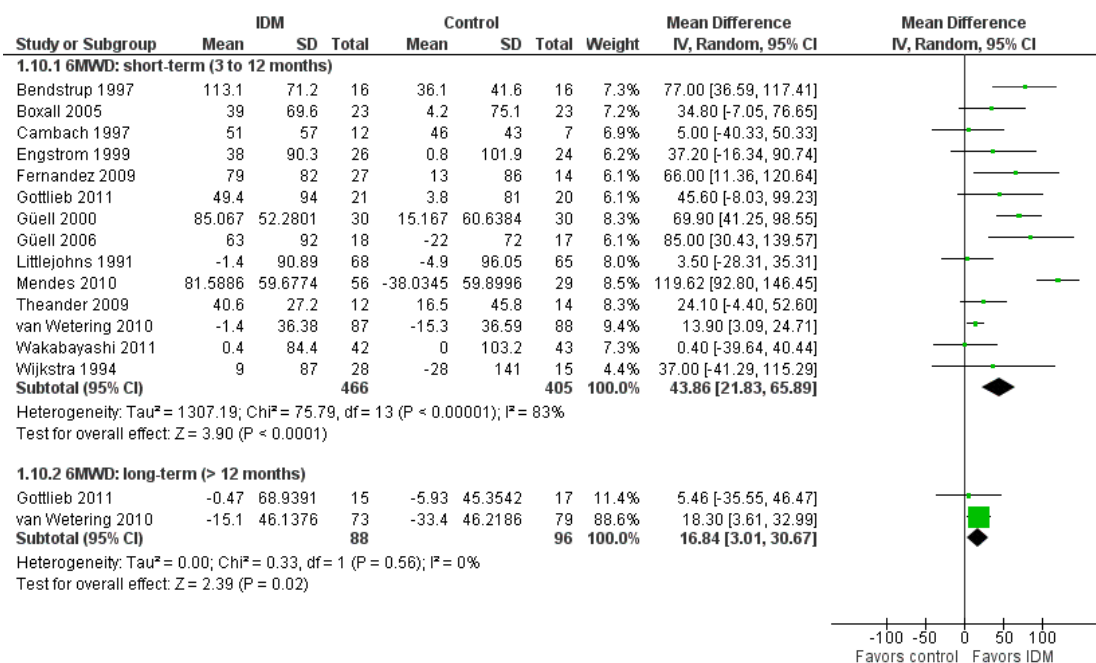 IDM Control Mean Difference Mean Difference
Study or Subgroup Mean SD Total Mean SD Total Weight IV, Random, 95% CI IV, Random, 95% CI
1.10.1 6MWD: short-term (3 to 12 months)
Bendstrup 1997 113.1 71.2 16 36.1 41.6 16 7.3% 77.00 [36.59, 117.41]
Boxall 2005 39 69.6 23 4.2 75.1 23 7.2% 34.80 [-7.05, 76.65]
Cambach 1997 51 57 12 46 43 7 6.9% 5.00 [-40.33, 50.33]
Engstrom 1999 38 90.3 26 0.8 101.9 24 6.2% 37.20 [-16.34, 90.74]
Fernandez 2009 79 82 27 13 86 14 6.1% 66.00 [11.36, 120.64]
Gottlieb 2011 49.4 94 21 3.8 81 20 6.2% 45.60 [-8.03, 99.23]
Güell 2000 85.067 52.2801 30 15.167 60.6384 30 8.3% 69.90 [41.25, 98.55]
Güell 2006 63 92 18 -22 72 17 6.1% 85.00 [30.43, 139.57]
Littlejohns 1991 -1.4 90.89 68 -4.9 96.05 65 8.0% 3.50 [-28.31, 35.31]
Mendes 2010 81.5886 59.6774 56 -38.0345 59.8996 29 8.5% 119.62 [92.80, 146.45]
Theander 2009 40.6 27.2 12 16.5 45.8 14 8.3% 24.10 [-4.40, 52.60]
van Wetering 2010 -1.4 36.38 87 -15.3 36.59 88 9.4% 13.90 [3.09, 24.71]
Wakabayashi 2011 0.4 84.4 42 0 103.2 43 7.3% 0.40 [-39.64, 40.44]
Wijkstra 1994 9 87 28 -28 141 15 4.4% 37.00 [-41.29, 115.29]
Subtotal (95% CI) 466 405 100.0% 43.86 [21.83, 65.89]
Heterogeneity: Tau² = 1307.19; Chi² = 75.79, df = 13 (P < 0.00001); I² = 83%
Test for overall effect: Z = 3.90 (P < 0.0001)
1.10.2 6MWD: long-term (> 12 months)
Gottlieb 2011 -0.47 68.9391 15 -5.93 45.3542 17 11.4% 5.46 [-35.55, 46.47]
van Wetering 2010 -15.1 46.1376 73 -33.4 46.2186 79 88.6% 18.30 [3.61, 32.99]
Subtotal (95% CI) 88 96 100.0% 16.84 [3.01, 30.67]
Heterogeneity: Tau² = 0.00; Chi² = 0.33, df = 1 (P = 0.56); I² = 0%
Test for overall effect: Z = 2.39 (P = 0.02)
-100 -50 0 50 100
Favors control Favors IDM